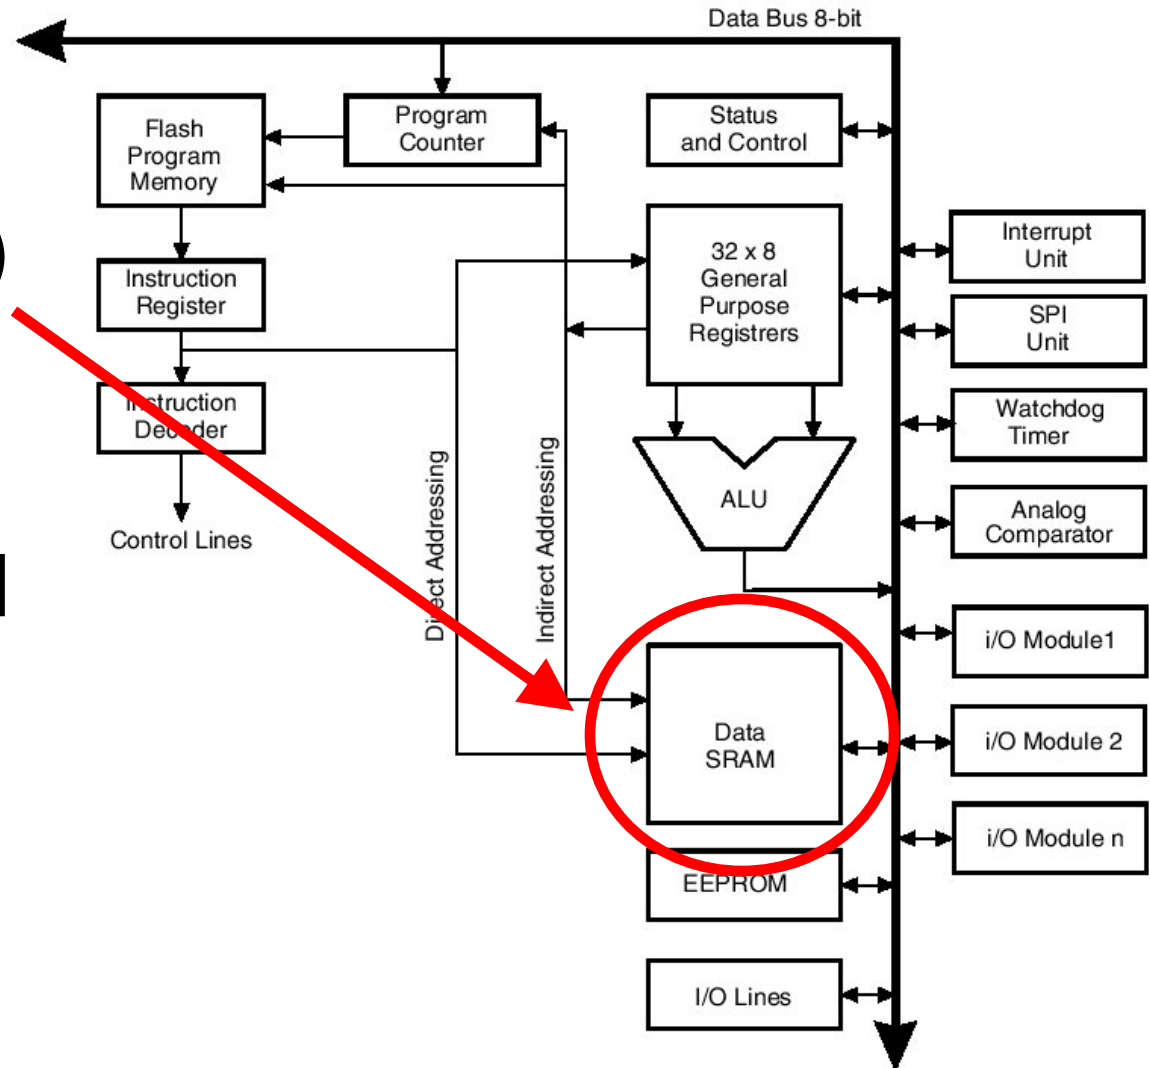 Data Bus 8-bit
Flash
Program
Memory
Program
Counter
Status
and Control
Instruction
Register
32 x 8
General
Purpose
Registrers
Interrupt
Unit
SPI
Unit
Instruction
Decoder
Watchdog
Timer
Control Lines
Direct Addressing
Indirect Addressing
ALU
Analog
Comparator
i/O Module1
Data
SRAM
i/O Module 2
i/O Module n
EEPROM
I/O Lines